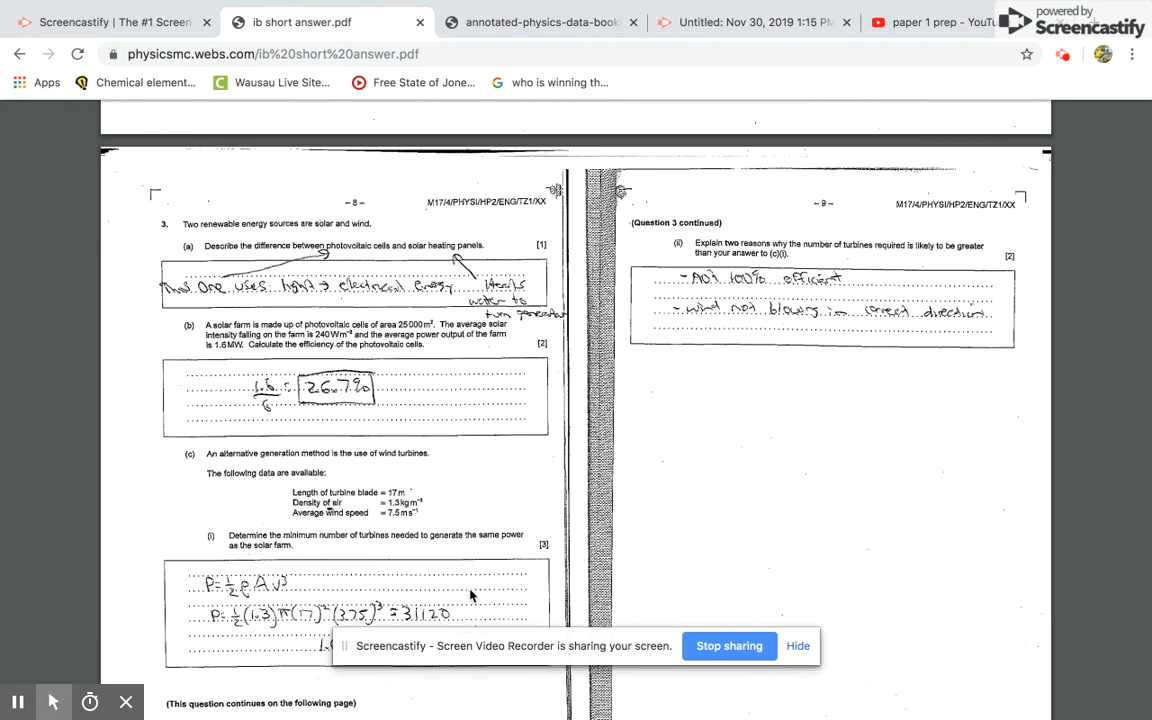 powered by
Screencastify
Screencastify | The #1 Screen
ib short answer.pdf
annotated-physics-data-bookl
Untitled: Nov 30, 2019 1:15 PM
paper 1 prep - YouTu
physicsmc.webs.com/ib%20short%20answer.pdf
Apps
Chemical element...
Wausau Live Site...
Free State of Jone...
who is winning th...
– 8 –
M17/4/PHYSI/HP2/ENG/TZ1/XX
3. Two renewable energy sources are solar and wind.
(a) Describe the difference between photovoltaic cells and solar heating panels. [1]
This one uses light → electrical energy
Heats
water to
turn generator
(b) A solar farm is made up of photovoltaic cells of area 25 000 m². The average solar
intensity falling on the farm is 240 W m⁻² and the average power output of the farm
is 1.6 MW. Calculate the efficiency of the photovoltaic cells. [2]
1.6/6 = 26.7%
(c) An alternative generation method is the use of wind turbines.
The following data are available:
Length of turbine blade = 17 m
Density of air = 1.3 kg m⁻³
Average wind speed = 7.5 m s⁻¹
(i) Determine the minimum number of turbines needed to generate the same power
as the solar farm. [3]
P = ½ρAv³
(This question continues on the following page)
– 9 –
M17/4/PHYSI/HP2/ENG/TZ1/XX
(Question 3 continued)
(ii) Explain two reasons why the number of turbines required is likely to be greater
than your answer to (c)(i). [2]
- Not 100% efficient
- wind not blowing in correct direction
Screencastify - Screen Video Recorder is sharing your screen.
Stop sharing
Hide